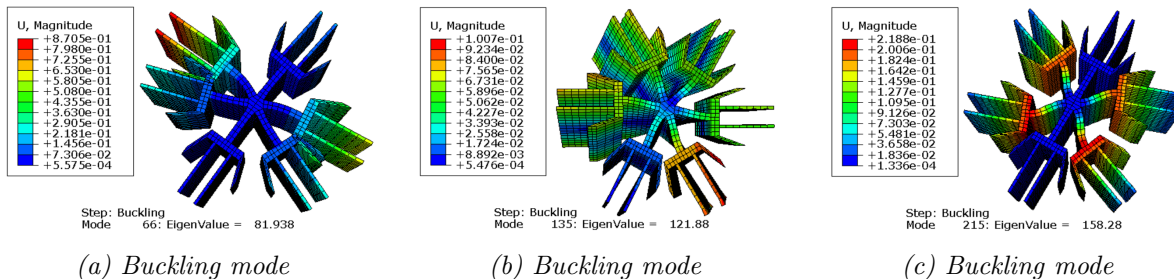 U, Magnitude
+8.705e-01
+7.980e-01
+7.255e-01
+6.530e-01
+5.805e-01
+5.080e-01
+4.355e-01
+3.630e-01
+2.905e-01
+2.181e-01
+1.456e-01
+7.306e-02
+5.575e-04
Step: Buckling
Mode 66: EigenValue = 81.938
(a) Buckling mode
U, Magnitude
+1.007e-01
+9.234e-02
+8.400e-02
+7.565e-02
+6.731e-02
+5.896e-02
+5.062e-02
+4.227e-02
+3.393e-02
+2.558e-02
+1.724e-02
+8.892e-03
+5.476e-04
Step: Buckling
Mode 135: EigenValue = 121.88
(b) Buckling mode
U, Magnitude
+2.188e-01
+2.006e-01
+1.824e-01
+1.642e-01
+1.459e-01
+1.277e-01
+1.095e-01
+9.126e-02
+7.303e-02
+5.481e-02
+3.658e-02
+1.836e-02
+1.336e-04
Step: Buckling
Mode 215: EigenValue = 158.28
(c) Buckling mode